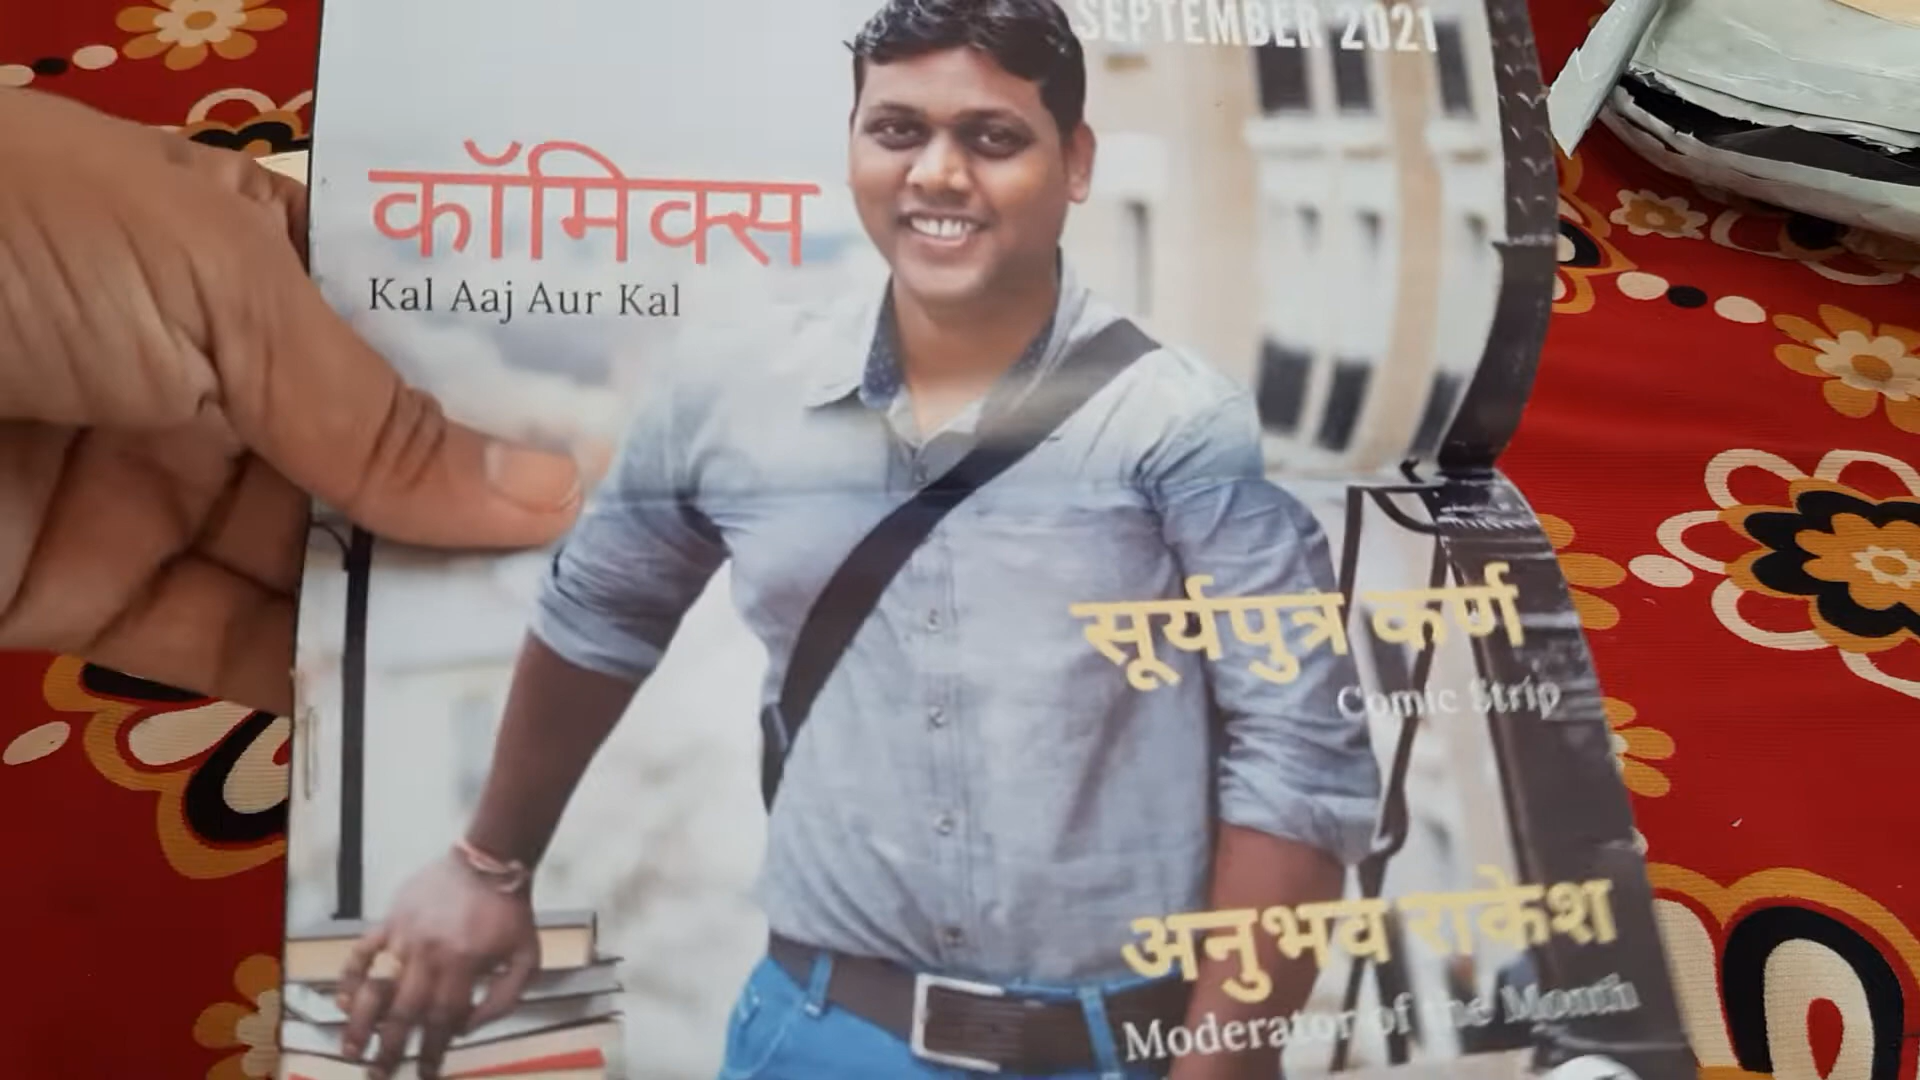 SEPTEMBER 2021
कॉमिक्स
Kal Aaj Aur Kal
सूर्यपुत्र कर्ण
Comic Strip
अनुभव राकेश
Moderator of the Month